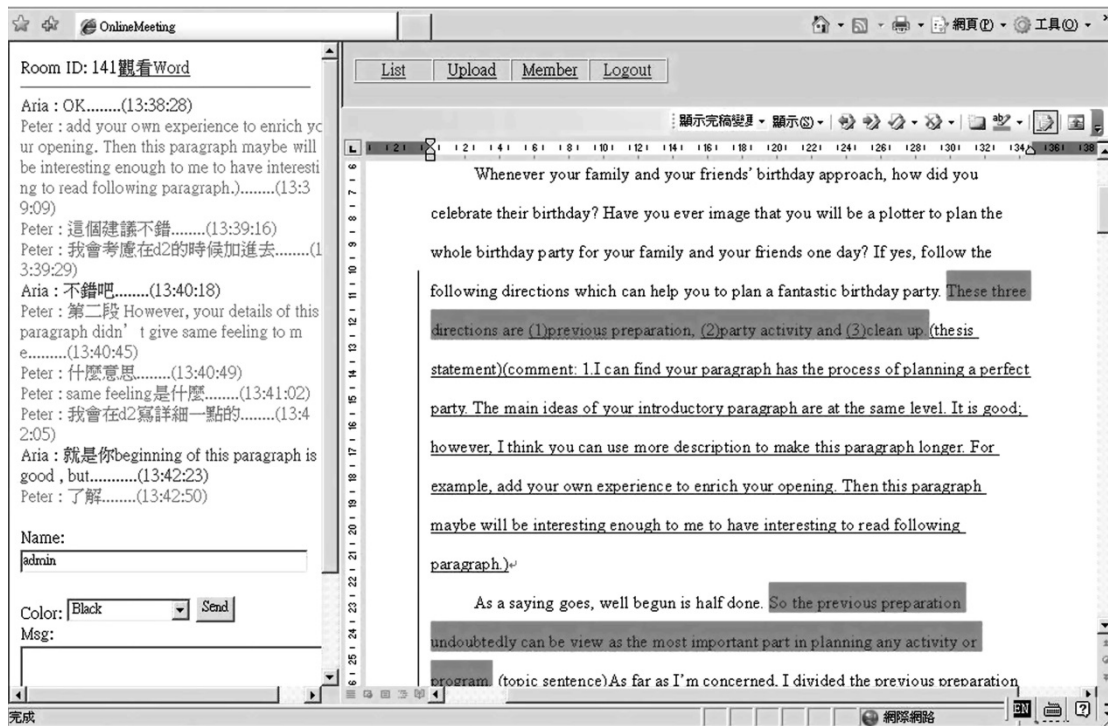 OnlineMeeting
網頁(P)
工具(O)
Room ID: 141觀看Word
Aria : OK........(13:38:28)
Peter : add your own experience to enrich yo
ur opening. Then this paragraph maybe will
be interesting enough to me to have interesti
ng to read following paragraph.)........(13:3
9:09)
Peter : 這個建議不錯........(13:39:16)
Peter : 我會考慮在d2的時候加進去........(1
3:39:29)
Aria : 不錯吧........(13:40:18)
Peter : 第二段 However, your details of this
paragraph didn't give same feeling to m
e.........(13:40:45)
Peter : 什麼意思........(13:40:49)
Peter : same feeling是什麼........(13:41:02)
Peter : 我會在d2寫詳細一點的........(13:4
2:05)
Aria : 就是你beginning of this paragraph is
good , but...........(13:42:23)
Peter : 了解........(13:42:50)
Name:
admin
Color: Black Send
Msg:
List Upload Member Logout
顯示完稿變更 顯示(S)
Whenever your family and your friends' birthday approach, how did you
celebrate their birthday? Have you ever image that you will be a plotter to plan the
whole birthday party for your family and your friends one day? If yes, follow the
following directions which can help you to plan a fantastic birthday party. These three
directions are (1)previous preparation, (2)party activity and (3)clean up. (thesis
statement)(comment: 1.I can find your paragraph has the process of planning a perfect
party. The main ideas of your introductory paragraph are at the same level. It is good;
however, I think you can use more description to make this paragraph longer. For
example, add your own experience to enrich your opening. Then this paragraph
maybe will be interesting enough to me to have interesting to read following
paragraph.)
As a saying goes, well begun is half done. So the previous preparation
undoubtedly can be view as the most important part in planning any activity or
program. (topic sentence)As far as I'm concerned, I divided the previous preparation
完成
網際網路
EN